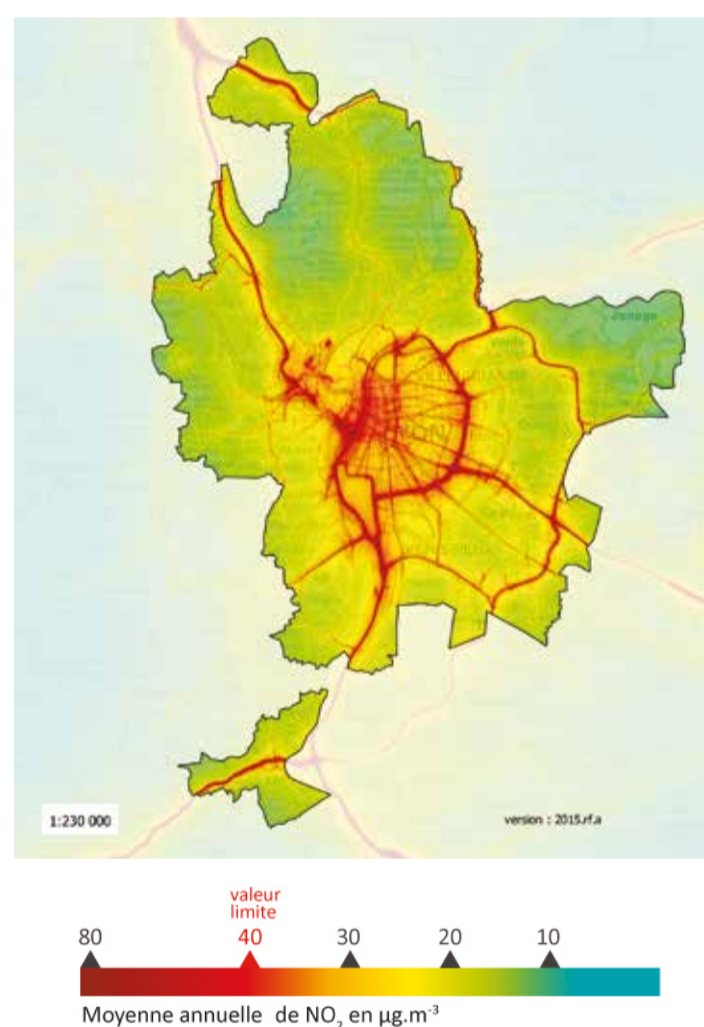 Jonage
1:230 000
version : 2015.rf.a
valeur
limite
80 40 30 20 10
Moyenne annuelle de NO₂ en µg.m⁻³